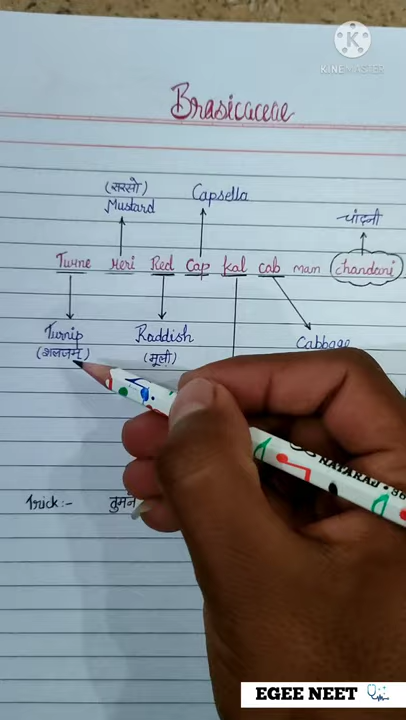 KINEMASTER
Brasicaceae
(सरसो)
Mustard
Capsella
चांदनी
Turne Meri Red Cap kal cab man Chandani
Turnip
(शलजम)
Raddish
(मूली)
Cabbage
NATARAJ
Trick:- तुमने
EGEE NEET